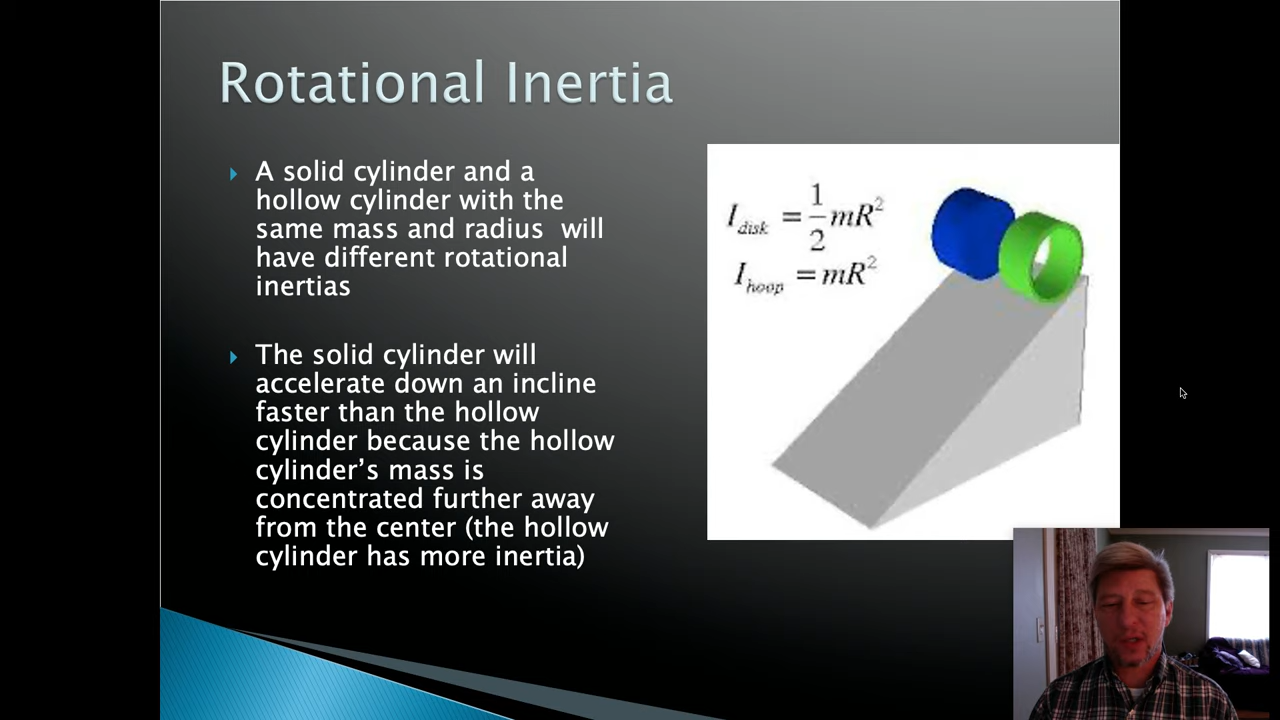 Rotational Inertia
A solid cylinder and a
hollow cylinder with the
same mass and radius will
have different rotational
inertias
The solid cylinder will
accelerate down an incline
faster than the hollow
cylinder because the hollow
cylinder's mass is
concentrated further away
from the center (the hollow
cylinder has more inertia)
I_disk = 1/2 mR²
I_hoop = mR²